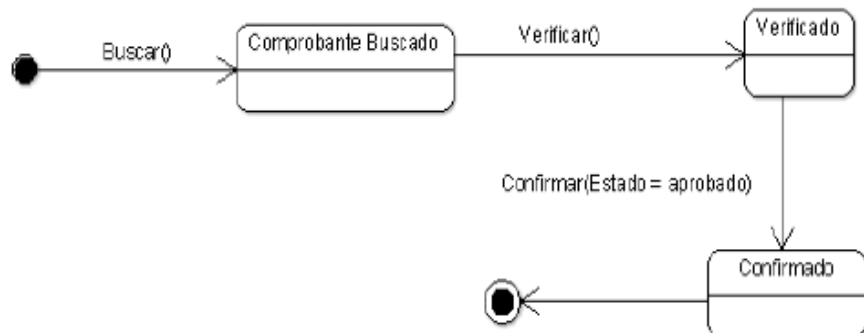 Buscar()
Comprobante Buscado
Verificar()
Verificado
Confirmar(Estado = aprobado)
Confirmado